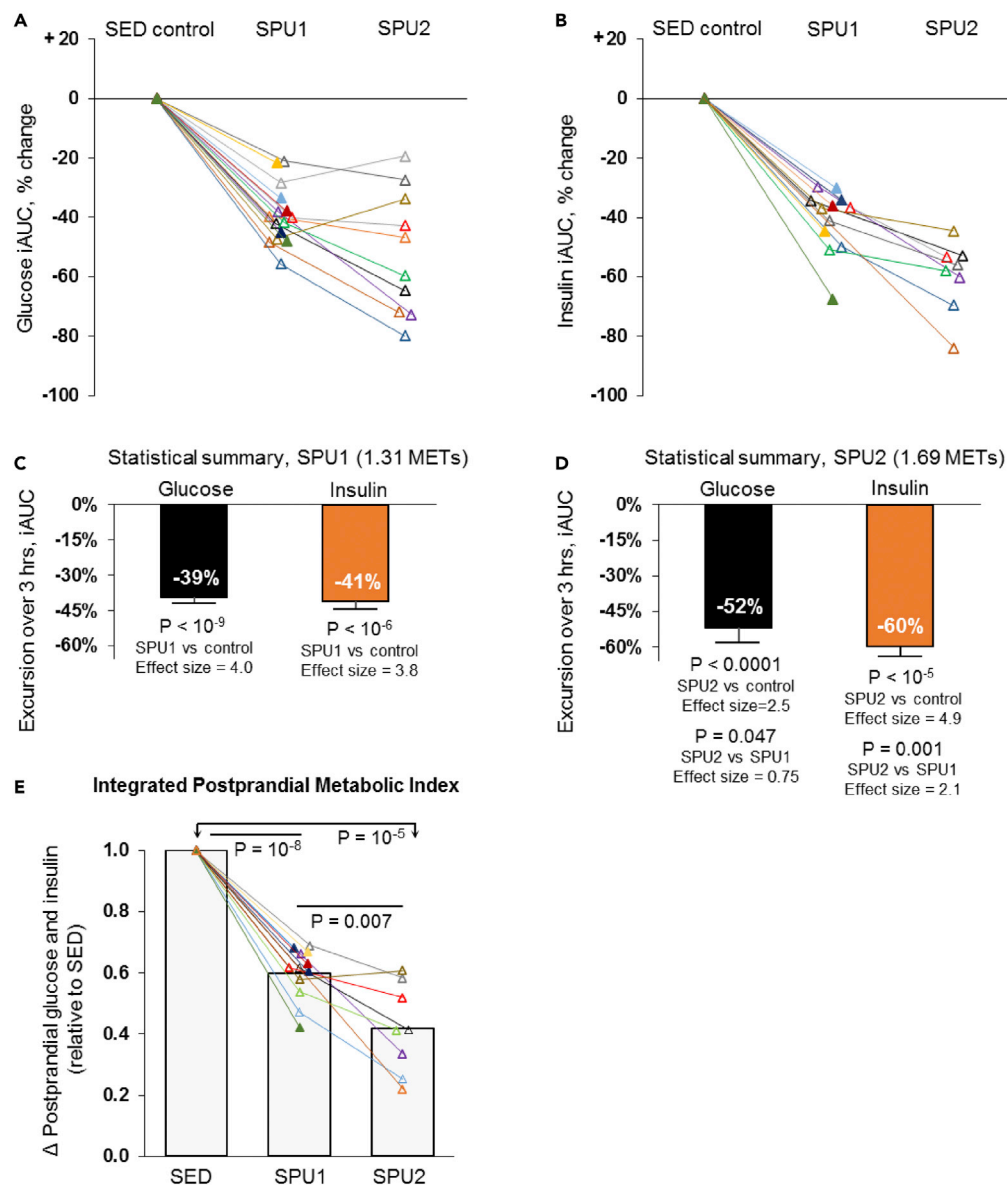 A
SED control SPU1 SPU2
+20
0
-20
-40
-60
-80
-100
Glucose iAUC, % change
B
SED control SPU1 SPU2
+20
0
-20
-40
-60
-80
-100
Insulin iAUC, % change
C
Statistical summary, SPU1 (1.31 METs)
Glucose Insulin
0%
-15%
-30%
-45%
-60%
Excursion over 3 hrs, iAUC
-39% -41%
P < 10-9
SPU1 vs control
Effect size = 4.0
P < 10-6
SPU1 vs control
Effect size = 3.8
D
Statistical summary, SPU2 (1.69 METs)
Glucose Insulin
0%
-15%
-30%
-45%
-60%
Excursion over 3 hrs, iAUC
-52% -60%
P < 0.0001
SPU2 vs control
Effect size=2.5
P = 0.047
SPU2 vs SPU1
Effect size = 0.75
P < 10-5
SPU2 vs control
Effect size = 4.9
P = 0.001
SPU2 vs SPU1
Effect size = 2.1
E
Integrated Postprandial Metabolic Index
P = 10-8
P = 10-5
P = 0.007
1.0
0.8
0.6
0.4
0.2
0.0
Δ Postprandial glucose and insulin
(relative to SED)
SED SPU1 SPU2